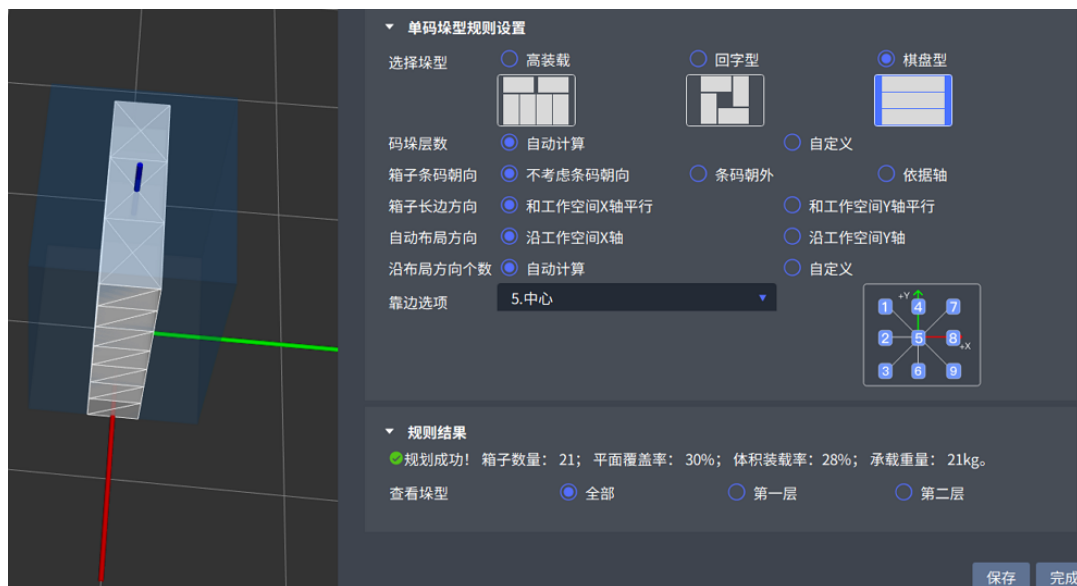 单码垛型规则设置
选择垛型 高装载 回字型 棋盘型
码垛层数 自动计算 自定义
箱子条码朝向 不考虑条码朝向 条码朝外 依据轴
箱子长边方向 和工作空间X轴平行 和工作空间Y轴平行
自动布局方向 沿工作空间X轴 沿工作空间Y轴
沿布局方向个数 自动计算 自定义
靠边选项 5.中心
+Y
1 4 7
2 5 8 +X
3 6 9
规则结果
规划成功！ 箱子数量： 21； 平面覆盖率： 30%； 体积装载率：28%； 承载重量： 21kg。
查看垛型 全部 第一层 第二层
保存 完成